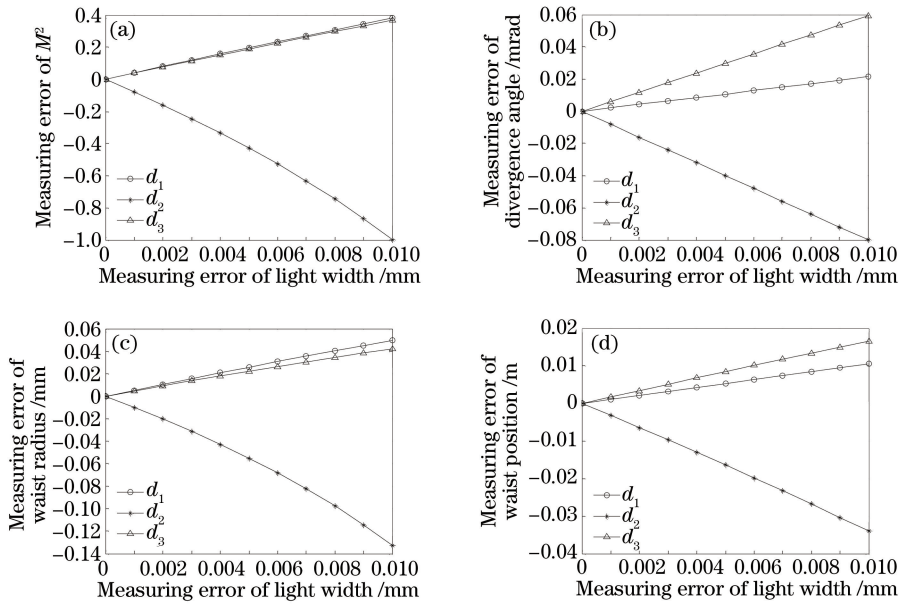 (a)
Measuring error of M²
0.4
0.2
0
−0.2
−0.4
−0.6
−0.8
−1.0
d₁
d₂
d₃
0 0.002 0.004 0.006 0.008 0.010
Measuring error of light width /mm
(b)
Measuring error of
divergence angle /mrad
0.06
0.04
0.02
0
−0.02
−0.04
−0.06
−0.08
d₁
d₂
d₃
0 0.002 0.004 0.006 0.008 0.010
Measuring error of light width /mm
(c)
Measuring error of
waist radius /mm
0.06
0.04
0.02
0
−0.02
−0.04
−0.06
−0.08
−0.10
−0.12
−0.14
d₁
d₂
d₃
0 0.002 0.004 0.006 0.008 0.010
Measuring error of light width /mm
(d)
Measuring error of
waist position /m
0.02
0.01
0
−0.01
−0.02
−0.03
−0.04
d₁
d₂
d₃
0 0.002 0.004 0.006 0.008 0.010
Measuring error of light width /mm